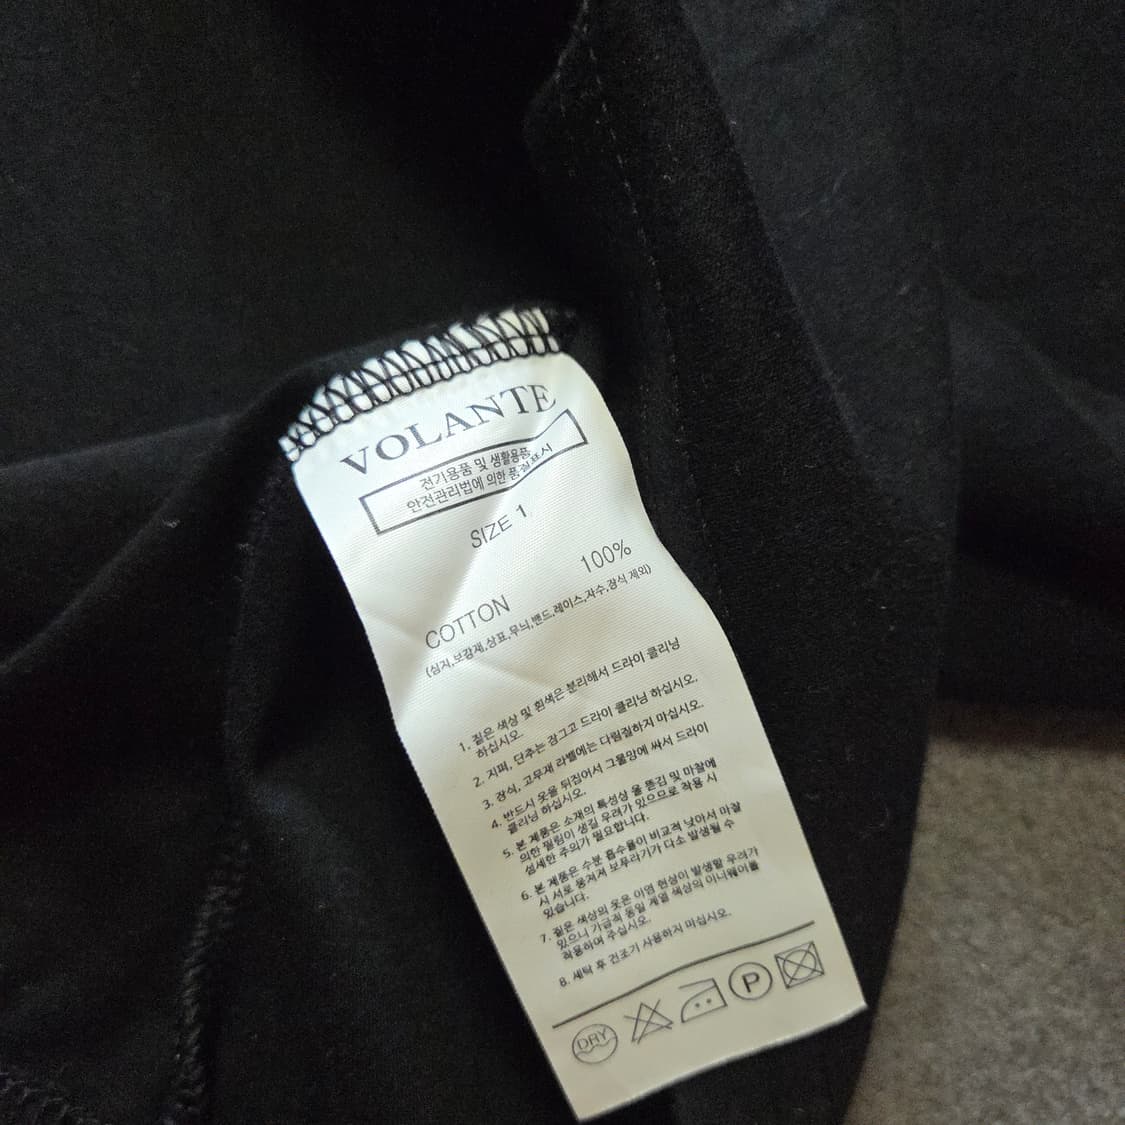 VOLANTE
전기용품 및 생활용품
안전관리법에 의한 품질표시
SIZE 1
COTTON 100%
(심지,보강재,상표,무늬,밴드,레이스,자수,장식 제외)
1. 짙은 색상 및 흰색은 분리해서 드라이 클리닝
하십시오.
2. 지퍼, 단추는 잠그고 드라이 클리닝 하십시오.
3. 장식, 고무재 라벨에는 다림질하지 마십시오.
4. 반드시 옷을 뒤집어서 그물망에 싸서 드라이
클리닝 하십시오.
5. 본 제품은 소재의 특성상 올 뜯김 및 마찰에
의한 필링이 생길 우려가 있으므로 착용 시
섬세한 주의가 필요합니다.
6. 본 제품은 수분 흡수율이 비교적 낮아서 마찰
시 서로 뭉쳐져 보푸라기가 다소 발생될 수
있습니다.
7. 짙은 색상의 옷은 이염 현상이 발생할 우려가
있으니 가급적 동일 계열 색상의 이너웨어를
착용하여 주십시오.
8. 세탁 후 건조기 사용하지 마십시오.
DRY P